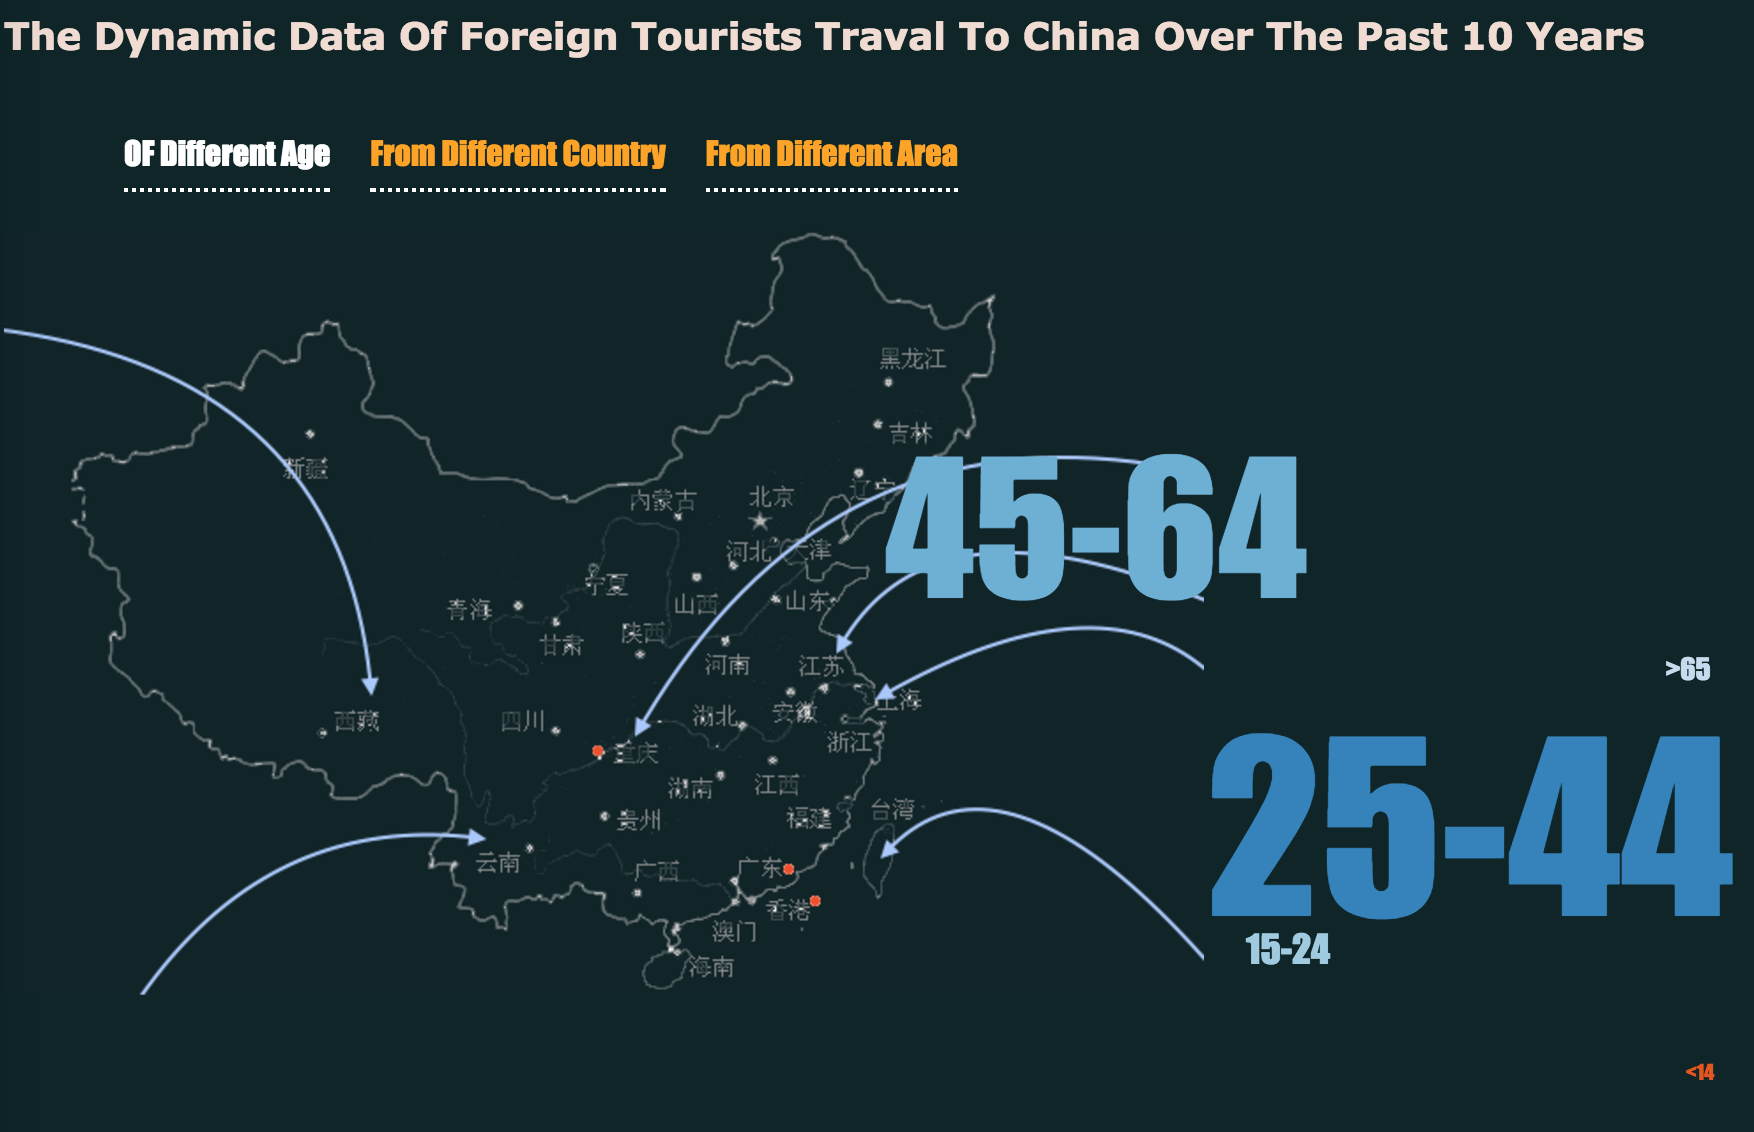 The Dynamic Data Of Foreign Tourists Traval To China Over The Past 10 Years
OF Different Age
From Different Country
From Different Area
黑龙江
吉林
新疆
辽宁
内蒙古
北京
河北
天津
宁夏
青海
山西
山东
甘肃
陕西
河南
江苏
45-64
>65
西藏
四川
湖北
安徽
上海
浙江
重庆
湖南
江西
贵州
福建
台湾
25-44
云南
广西
广东
香港
澳门
海南
15-24
<14